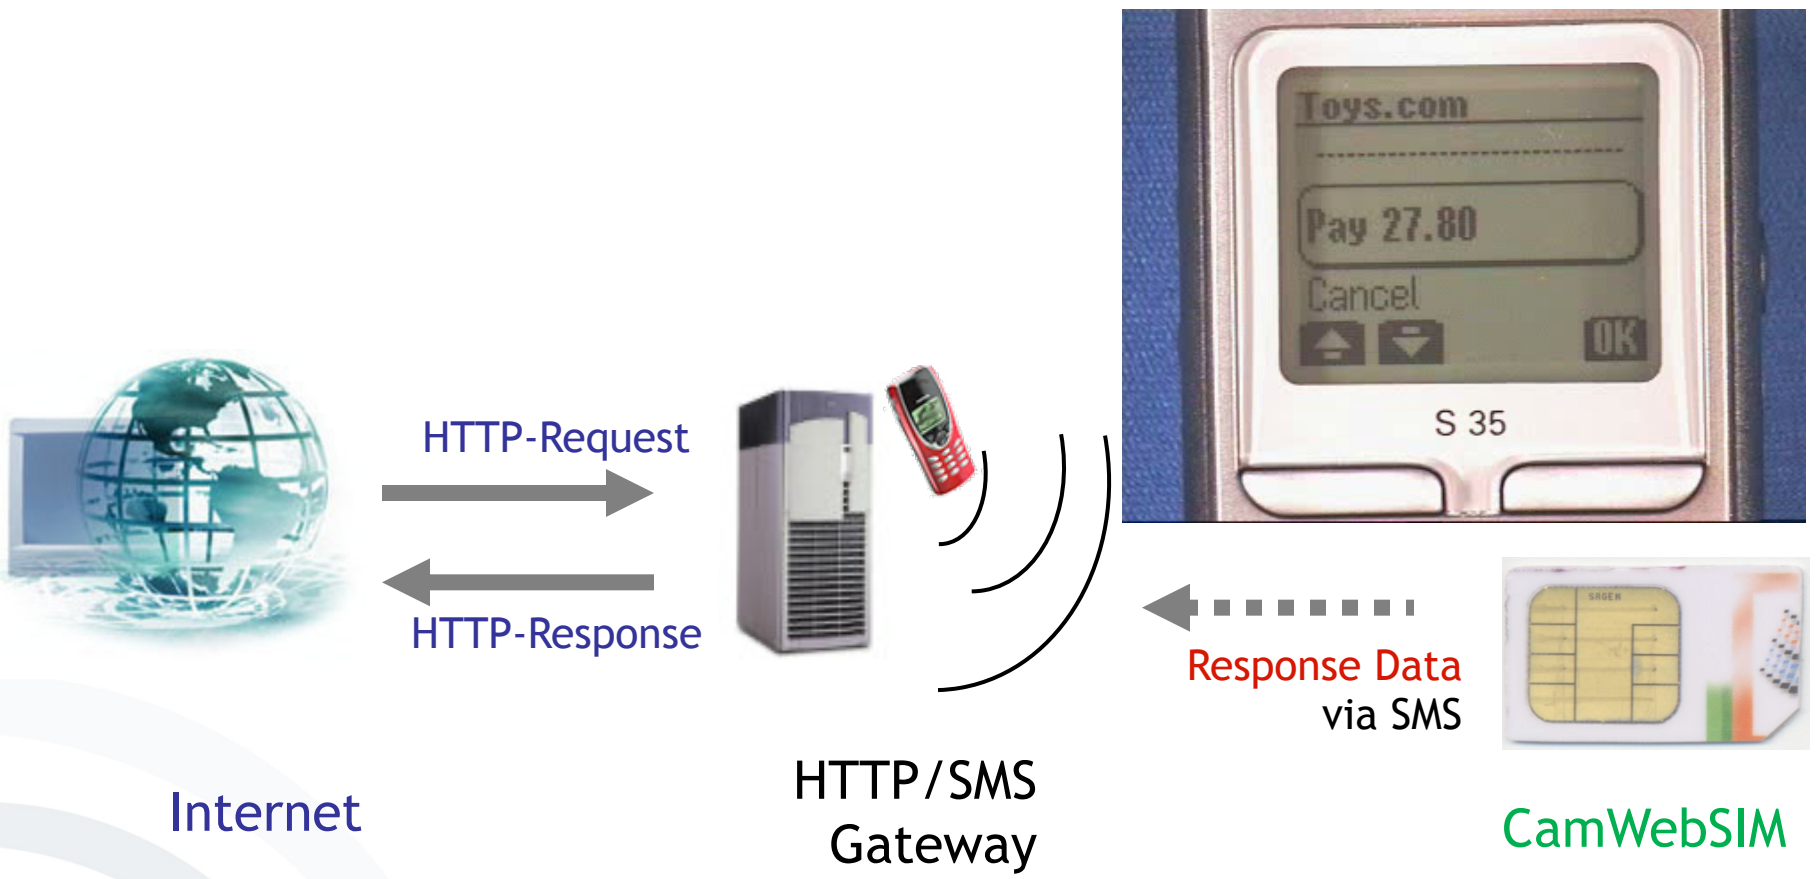 Toys.com
Pay 27.80
Cancel
OK
S 35
HTTP-Request
HTTP-Response
SAGEM
Response Data
via SMS
HTTP/SMS
Gateway
Internet
CamWebSIM